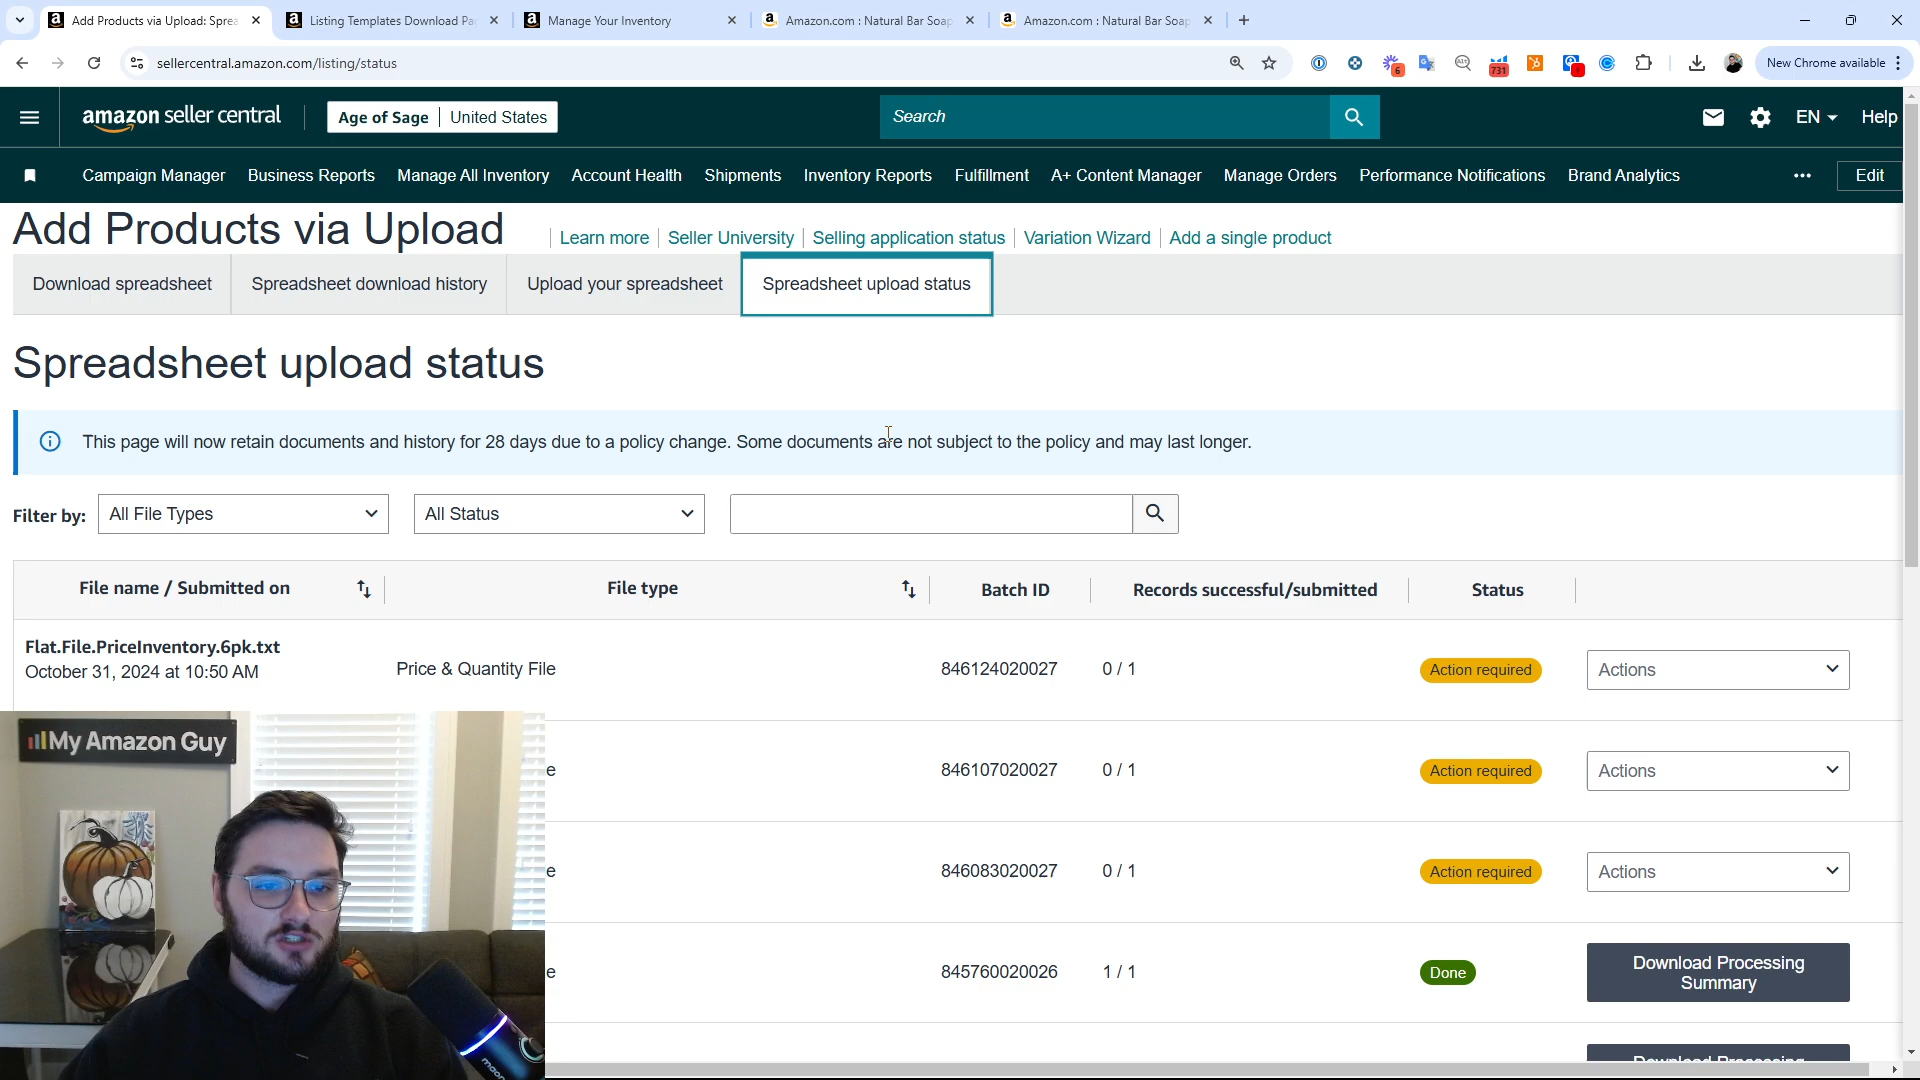 Add Products via Upload: Sprea
Listing Templates Download Pa
Manage Your Inventory
Amazon.com : Natural Bar Soap
Amazon.com : Natural Bar Soap
sellercentral.amazon.com/listing/status
6
731
New Chrome available
amazon seller central
Age of Sage
United States
Search
EN
Help
Campaign Manager
Business Reports
Manage All Inventory
Account Health
Shipments
Inventory Reports
Fulfillment
A+ Content Manager
Manage Orders
Performance Notifications
Brand Analytics
Edit
Add Products via Upload
Learn more
Seller University
Selling application status
Variation Wizard
Add a single product
Download spreadsheet
Spreadsheet download history
Upload your spreadsheet
Spreadsheet upload status
Spreadsheet upload status
This page will now retain documents and history for 28 days due to a policy change. Some documents are not subject to the policy and may last longer.
Filter by:
All File Types
All Status
File name / Submitted on
File type
Batch ID
Records successful/submitted
Status
Flat.File.PriceInventory.6pk.txt
October 31, 2024 at 10:50 AM
Price & Quantity File
846124020027
0 / 1
Action required
Actions
My Amazon Guy
e
846107020027
0 / 1
Action required
Actions
e
846083020027
0 / 1
Action required
Actions
e
845760020026
1 / 1
Done
Download Processing
Summary
Download Processing